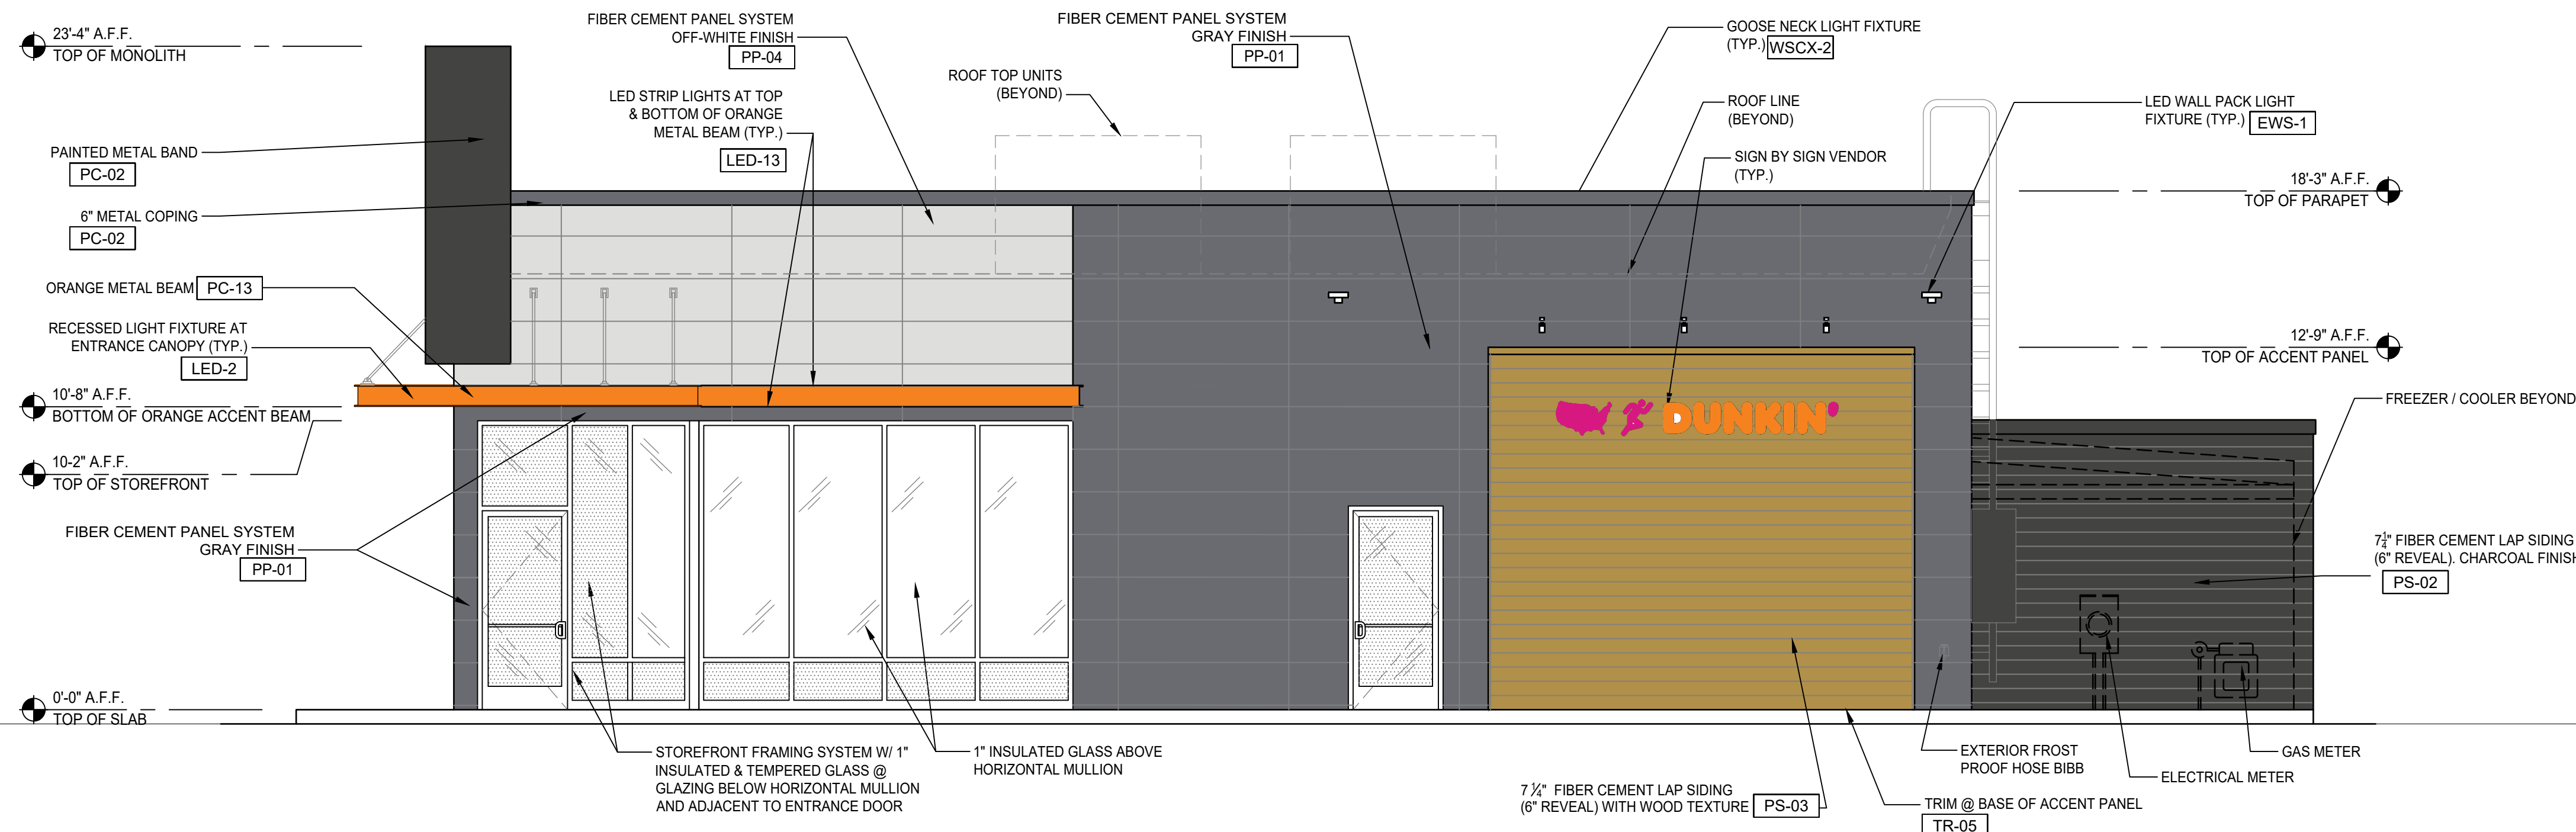 23'-4" A.F.F.
TOP OF MONOLITH
PAINTED METAL BAND
PC-02
6" METAL COPING
PC-02
ORANGE METAL BEAM PC-13
RECESSED LIGHT FIXTURE AT
ENTRANCE CANOPY (TYP.)
LED-2
10'-8" A.F.F.
BOTTOM OF ORANGE ACCENT BEAM
10-2" A.F.F.
TOP OF STOREFRONT
FIBER CEMENT PANEL SYSTEM
GRAY FINISH
PP-01
0'-0" A.F.F.
TOP OF SLAB
FIBER CEMENT PANEL SYSTEM
OFF-WHITE FINISH
PP-04
LED STRIP LIGHTS AT TOP
& BOTTOM OF ORANGE
METAL BEAM (TYP.)
LED-13
ROOF TOP UNITS
(BEYOND)
FIBER CEMENT PANEL SYSTEM
GRAY FINISH
PP-01
GOOSE NECK LIGHT FIXTURE
(TYP.) WSCX-2
ROOF LINE
(BEYOND)
SIGN BY SIGN VENDOR
(TYP.)
LED WALL PACK LIGHT
FIXTURE (TYP.) EWS-1
18'-3" A.F.F.
TOP OF PARAPET
12'-9" A.F.F.
TOP OF ACCENT PANEL
DUNKIN'
FREEZER / COOLER BEYOND
7¼" FIBER CEMENT LAP SIDING
(6" REVEAL). CHARCOAL FINISH
PS-02
STOREFRONT FRAMING SYSTEM W/ 1"
INSULATED & TEMPERED GLASS @
GLAZING BELOW HORIZONTAL MULLION
AND ADJACENT TO ENTRANCE DOOR
1" INSULATED GLASS ABOVE
HORIZONTAL MULLION
7 ¼" FIBER CEMENT LAP SIDING
(6" REVEAL) WITH WOOD TEXTURE PS-03
EXTERIOR FROST
PROOF HOSE BIBB
GAS METER
ELECTRICAL METER
TRIM @ BASE OF ACCENT PANEL
TR-05